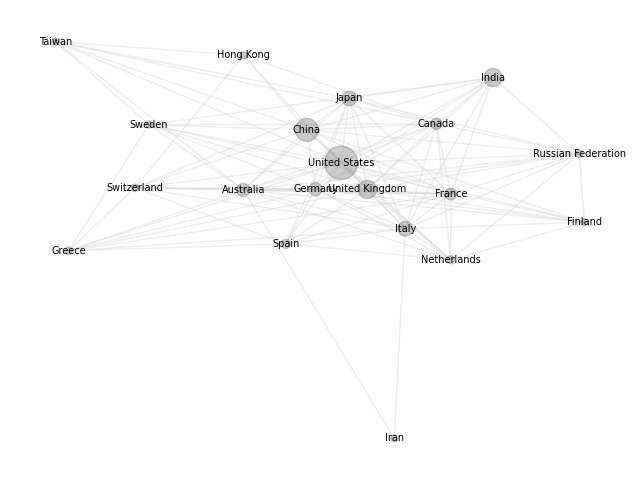 Taiwan
Hong Kong
India
Japan
Sweden
China
Canada
United States
Russian Federation
Switzerland
Australia
Germany
United Kingdom
France
Finland
Greece
Spain
Italy
Netherlands
Iran